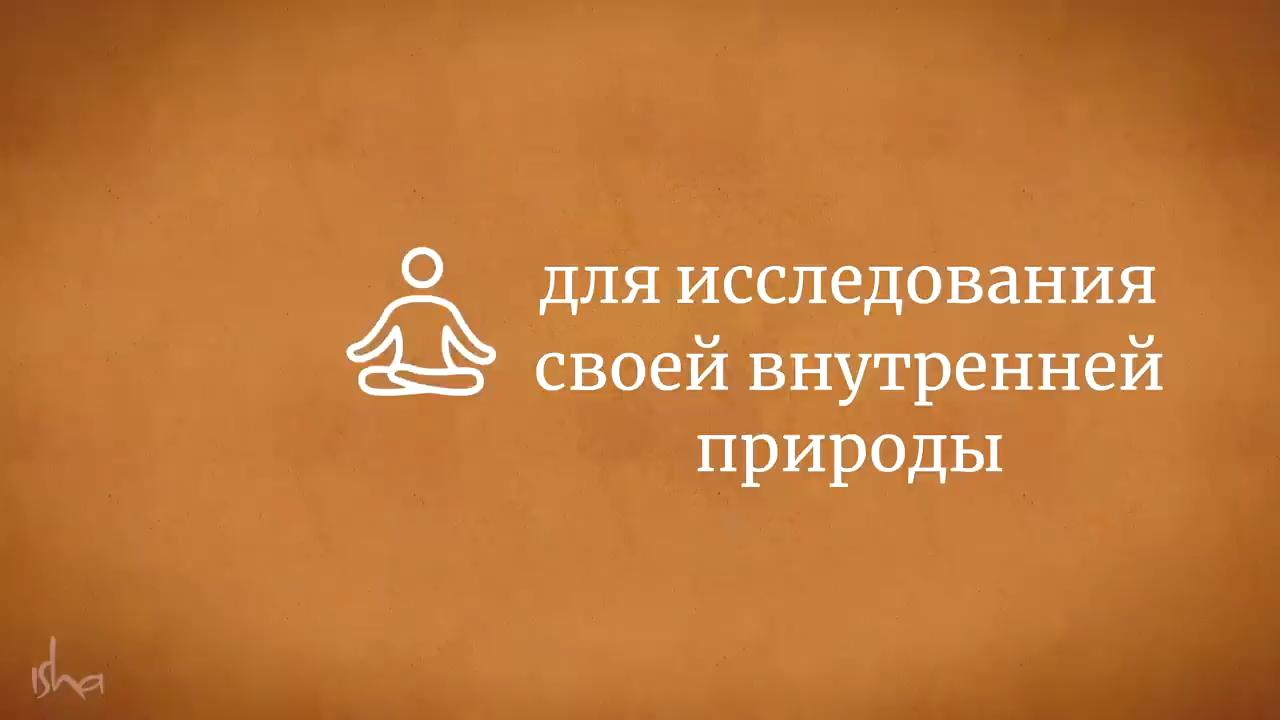 для исследования
своей внутренней
природы
isha